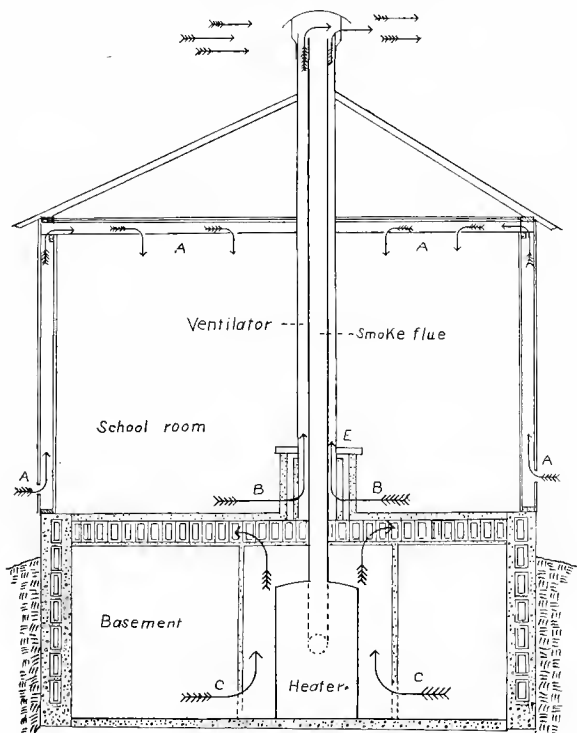 A
A
Ventilator
Smoke flue
School room
E
A
A
B
B
Basement
C
C
Heater.